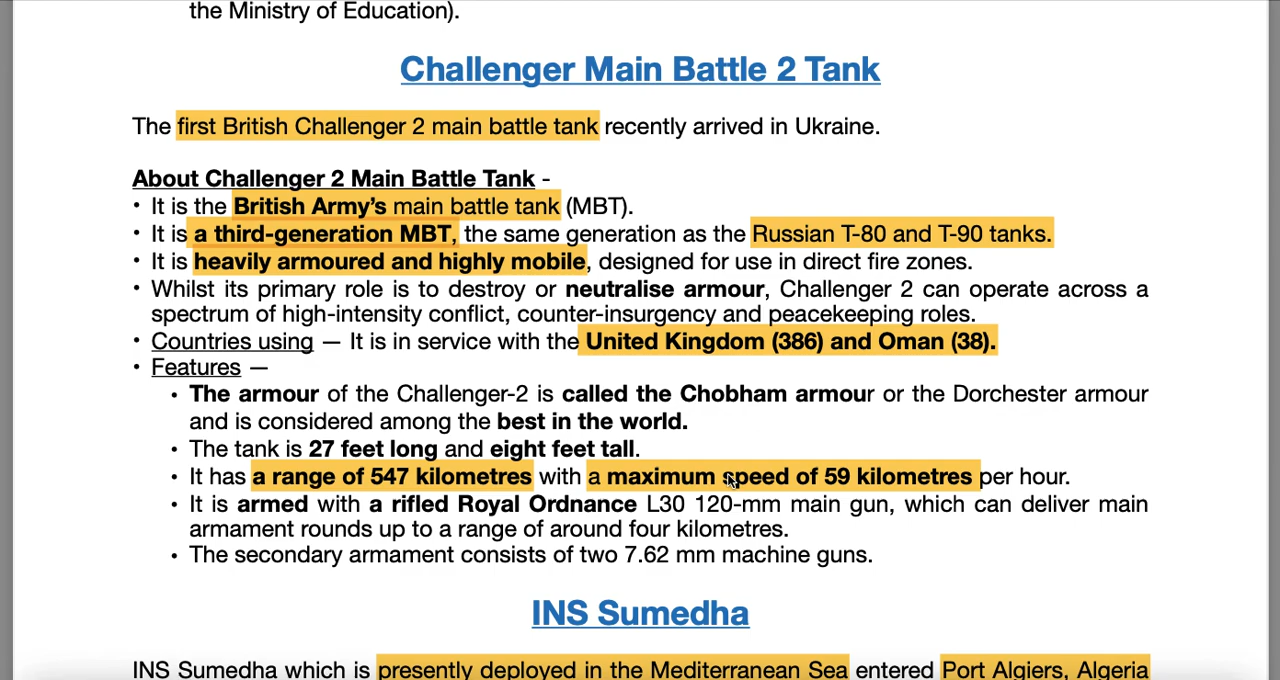 the Ministry of Education).
Challenger Main Battle 2 Tank
The first British Challenger 2 main battle tank recently arrived in Ukraine.
About Challenger 2 Main Battle Tank -
• It is the British Army's main battle tank (MBT).
• It is a third-generation MBT, the same generation as the Russian T-80 and T-90 tanks.
• It is heavily armoured and highly mobile, designed for use in direct fire zones.
• Whilst its primary role is to destroy or neutralise armour, Challenger 2 can operate across a
spectrum of high-intensity conflict, counter-insurgency and peacekeeping roles.
• Countries using — It is in service with the United Kingdom (386) and Oman (38).
• Features —
• The armour of the Challenger-2 is called the Chobham armour or the Dorchester armour
and is considered among the best in the world.
• The tank is 27 feet long and eight feet tall.
• It has a range of 547 kilometres with a maximum speed of 59 kilometres per hour.
• It is armed with a rifled Royal Ordnance L30 120-mm main gun, which can deliver main
armament rounds up to a range of around four kilometres.
• The secondary armament consists of two 7.62 mm machine guns.
INS Sumedha
INS Sumedha which is presently deployed in the Mediterranean Sea entered Port Algiers, Algeria